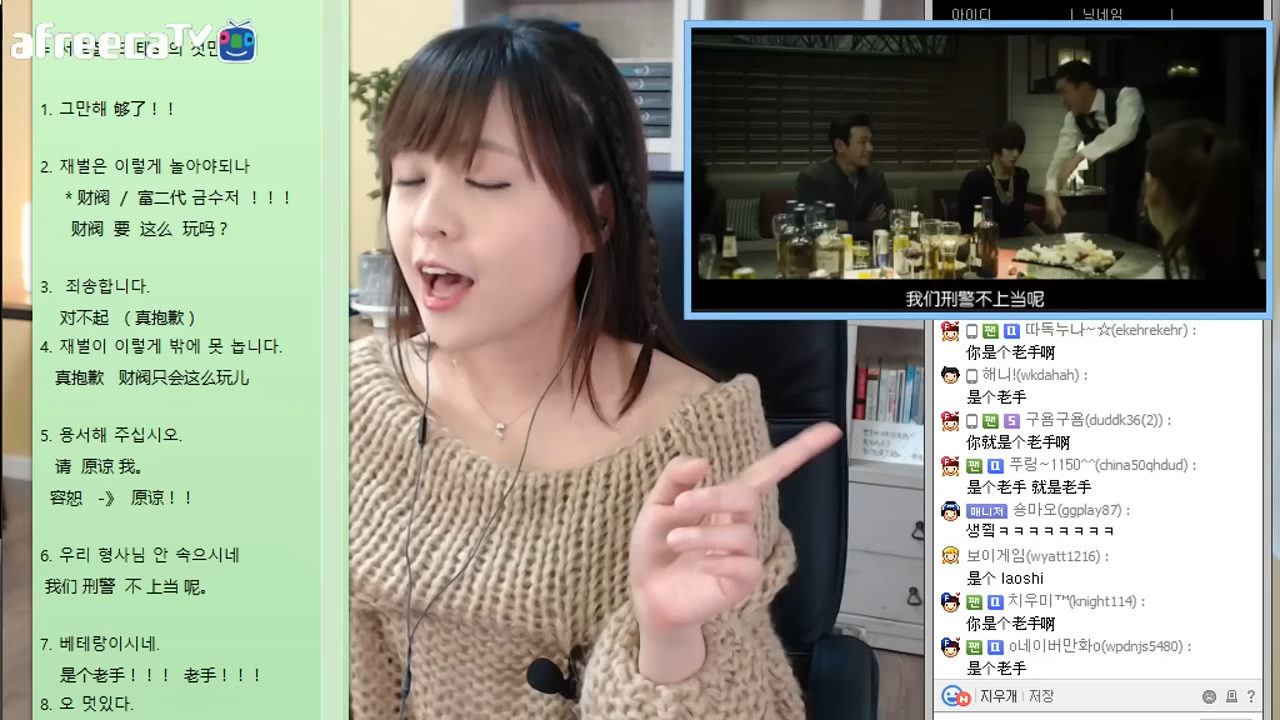 afreecaTV
1. 그만해 够了！！
2. 재벌은 이렇게 놀아야되나
* 财阀 / 富二代 금수저 ！！！
财阀 要 这么 玩吗？
3. 죄송합니다.
对不起 （真抱歉）
4. 재벌이 이렇게 밖에 못 놉니다.
真抱歉 财阀只会这么玩儿
5. 용서해 주십시오.
请 原谅 我。
容恕 -》 原谅！！
6. 우리 형사님 안 속으시네
我们 刑警 不 上当 呢。
7. 베테랑이시네.
是个老手！！！ 老手！！！
8. 오 멋있다.
아이디 | 닉네임 |
我们刑警不上当呢
따독누나~☆(ekehrekehr) :
你是个老手啊
해니!(wkdahah) :
是个老手
구욤구욤(duddk36(2)) :
你就是个老手啊
푸링~1150^^(china50qhdud) :
是个老手 就是老手
매니저 숑마오(ggplay87) :
생쬨ㅋㅋㅋㅋㅋㅋㅋㅋ
보이게임(wyatt1216) :
是个 laoshi
치우미™(knight114) :
你是个老手啊
o네이버만화o(wpdnjs5480) :
是个老手
지우개 | 저장